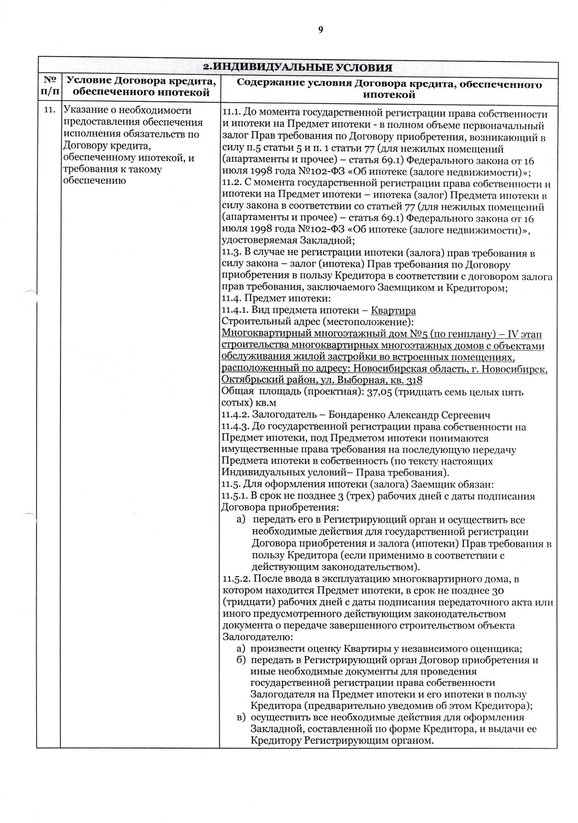 9
2.ИНДИВИДУАЛЬНЫЕ УСЛОВИЯ
№ п/п
Условие Договора кредита, обеспеченного ипотекой
Содержание условия Договора кредита, обеспеченного ипотекой
11.
Указание о необходимости
предоставления обеспечения
исполнения обязательств по
Договору кредита,
обеспеченному ипотекой, и
требования к такому
обеспечению
11.1. До момента государственной регистрации права собственности
и ипотеки на Предмет ипотеки - в полном объеме первоначальный
залог Прав требования по Договору приобретения, возникающий в
силу п.5 статьи 5 и п. 1 статьи 77 (для нежилых помещений
(апартаменты и прочее) – статья 69.1) Федерального закона от 16
июля 1998 года №102-ФЗ «Об ипотеке (залоге недвижимости)»;
11.2. С момента государственной регистрации права собственности и
ипотеки на Предмет ипотеки – ипотека (залог) Предмета ипотеки в
силу закона в соответствии со статьей 77 (для нежилых помещений
(апартаменты и прочее) – статья 69.1) Федерального закона от 16
июля 1998 года №102-ФЗ «Об ипотеке (залоге недвижимости)»,
удостоверяемая Закладной;
11.3. В случае не регистрации ипотеки (залога) прав требования в
силу закона – залог (ипотека) Прав требования по Договору
приобретения в пользу Кредитора в соответствии с договором залога
прав требования, заключаемого Заемщиком и Кредитором;
11.4. Предмет ипотеки:
11.4.1. Вид предмета ипотеки – Квартира
Строительный адрес (местоположение):
Многоквартирный многоэтажный дом №5 (по генплану) – IV этап
строительства многоквартирных многоэтажных домов с объектами
обслуживания жилой застройки во встроенных помещениях,
расположенный по адресу: Новосибирская область, г. Новосибирск,
Октябрьский район, ул. Выборная, кв. 318
Общая площадь (проектная): 37,05 (тридцать семь целых пять
сотых) кв.м
11.4.2. Залогодатель – Бондаренко Александр Сергеевич
11.4.3. До государственной регистрации права собственности на
Предмет ипотеки, под Предметом ипотеки понимаются
имущественные права требования на последующую передачу
Предмета ипотеки в собственность (по тексту настоящих
Индивидуальных условий– Права требования).
11.5. Для оформления ипотеки (залога) Заемщик обязан:
11.5.1. В срок не позднее 3 (трех) рабочих дней с даты подписания
Договора приобретения:
а) передать его в Регистрирующий орган и осуществить все
необходимые действия для государственной регистрации
Договора приобретения и залога (ипотеки) Прав требования в
пользу Кредитора (если применимо в соответствии с
действующим законодательством).
11.5.2. После ввода в эксплуатацию многоквартирного дома, в
котором находится Предмет ипотеки, в срок не позднее 30
(тридцати) рабочих дней с даты подписания передаточного акта или
иного предусмотренного действующим законодательством
документа о передаче завершенного строительством объекта
Залогодателю:
а) произвести оценку Квартиры у независимого оценщика;
б) передать в Регистрирующий орган Договор приобретения и
иные необходимые документы для проведения
государственной регистрации права собственности
Залогодателя на Предмет ипотеки и его ипотеки в пользу
Кредитора (предварительно уведомив об этом Кредитора);
в) осуществить все необходимые действия для оформления
Закладной, составленной по форме Кредитора, и выдачи ее
Кредитору Регистрирующим органом.